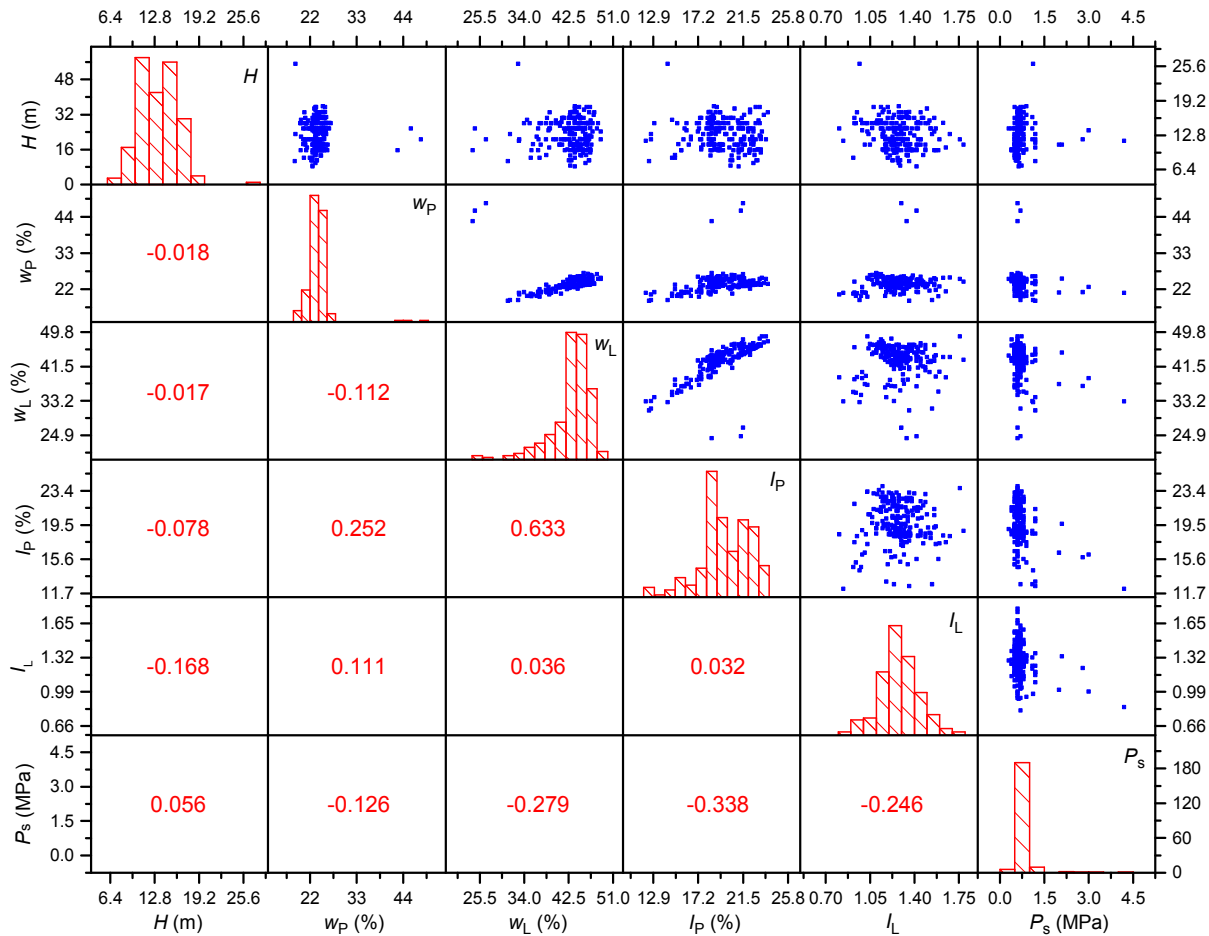 6.4 12.8 19.2 25.6 22 33 44 25.5 34.0 42.5 51.0 12.9 17.2 21.5 25.8 0.70 1.05 1.40 1.75 0.0 1.5 3.0 4.5
H (m) 48 32 16 0 H 25.6 19.2 12.8 6.4
wP (%) 44 33 22 -0.018 wP 44 33 22
wL (%) 49.8 41.5 33.2 24.9 -0.017 -0.112 wL 49.8 41.5 33.2 24.9
IP (%) 23.4 19.5 15.6 11.7 -0.078 0.252 0.633 IP 23.4 19.5 15.6 11.7
IL 1.65 1.32 0.99 0.66 -0.168 0.111 0.036 0.032 IL 1.65 1.32 0.99 0.66
Ps (MPa) 4.5 3.0 1.5 0.0 0.056 -0.126 -0.279 -0.338 -0.246 Ps 180 120 60 0
6.4 12.8 19.2 25.6 22 33 44 25.5 34.0 42.5 51.0 12.9 17.2 21.5 25.8 0.70 1.05 1.40 1.75 0.0 1.5 3.0 4.5
H (m) wP (%) wL (%) IP (%) IL Ps (MPa)